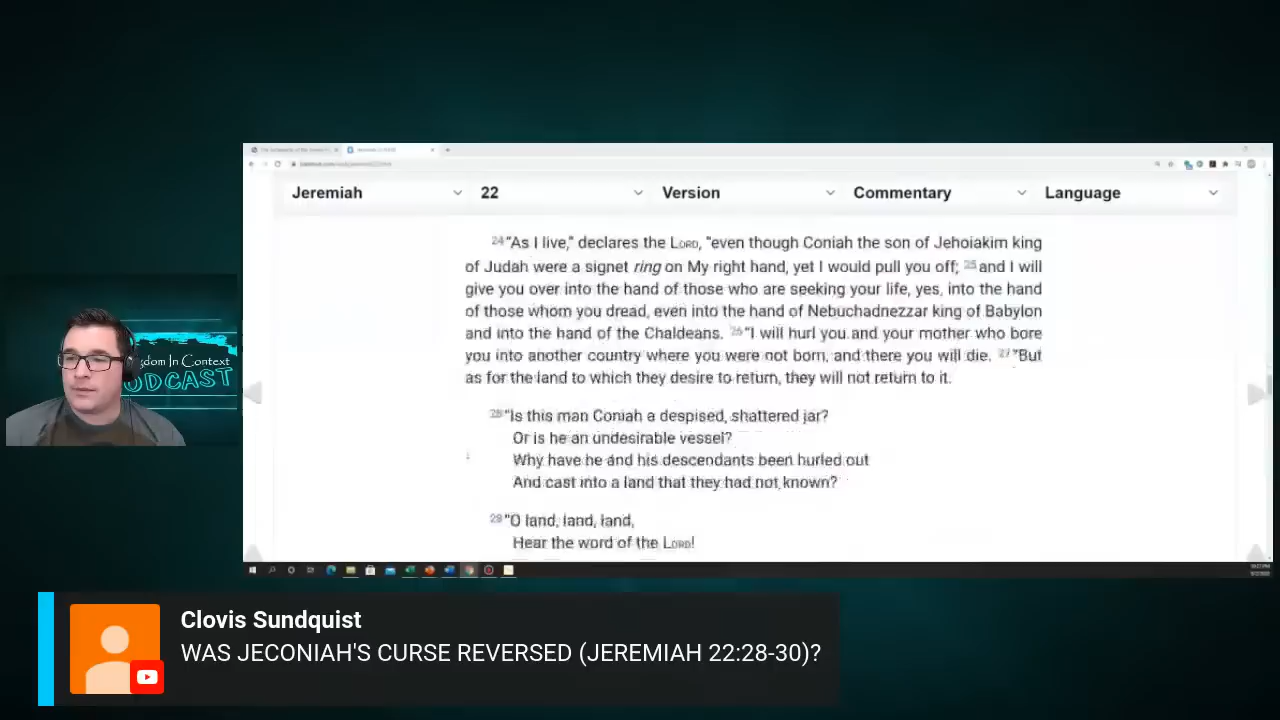 Jeremiah 22 Version Commentary Language
24 "As I live," declares the LORD, "even though Coniah the son of Jehoiakim king
of Judah were a signet ring on My right hand, yet I would pull you off; 25 and I will
give you over into the hand of those who are seeking your life, yes, into the hand
of those whom you dread, even into the hand of Nebuchadnezzar king of Babylon
and into the hand of the Chaldeans. 26 "I will hurl you and your mother who bore
you into another country where you were not born, and there you will die. 27 "But
as for the land to which they desire to return, they will not return to it.
28 "Is this man Coniah a despised, shattered jar?
Or is he an undesirable vessel?
Why have he and his descendants been hurled out
And cast into a land that they had not known?
29 "O land, land, land,
Hear the word of the LORD!
gdom In Context
ODCAST
Clovis Sundquist
WAS JECONIAH'S CURSE REVERSED (JEREMIAH 22:28-30)?